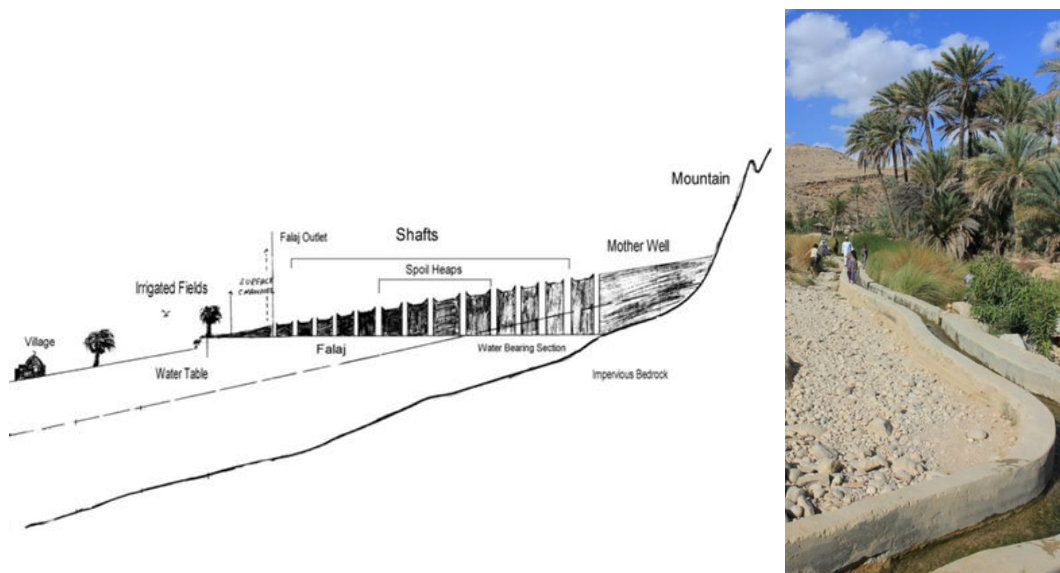 Mountain
Falaj Outlet
Shafts
Mother Well
Spoil Heaps
SURFACE
CHANNEL
Irrigated Fields
Village
Falaj
Water Bearing Section
Water Table
Impervious Bedrock